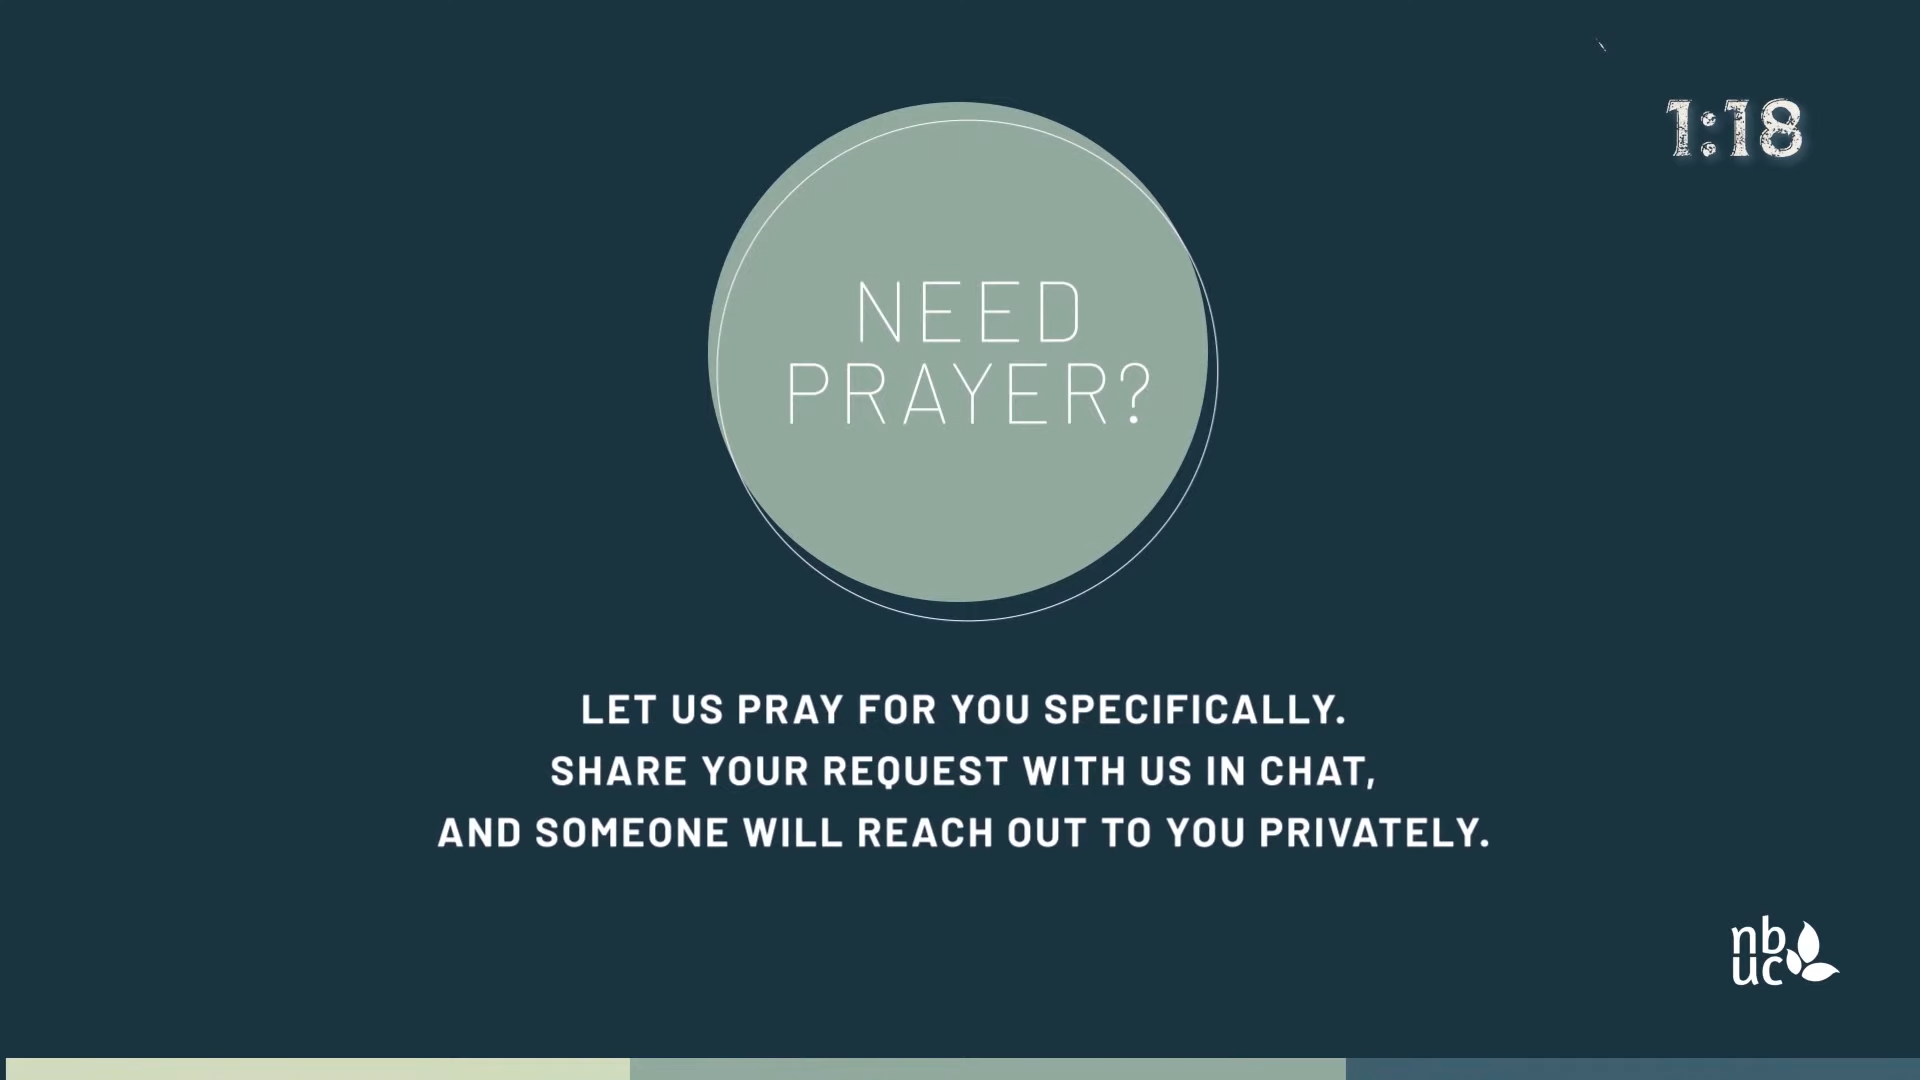 1:18
NEED
PRAYER?
LET US PRAY FOR YOU SPECIFICALLY.
SHARE YOUR REQUEST WITH US IN CHAT,
AND SOMEONE WILL REACH OUT TO YOU PRIVATELY.
nb
uc